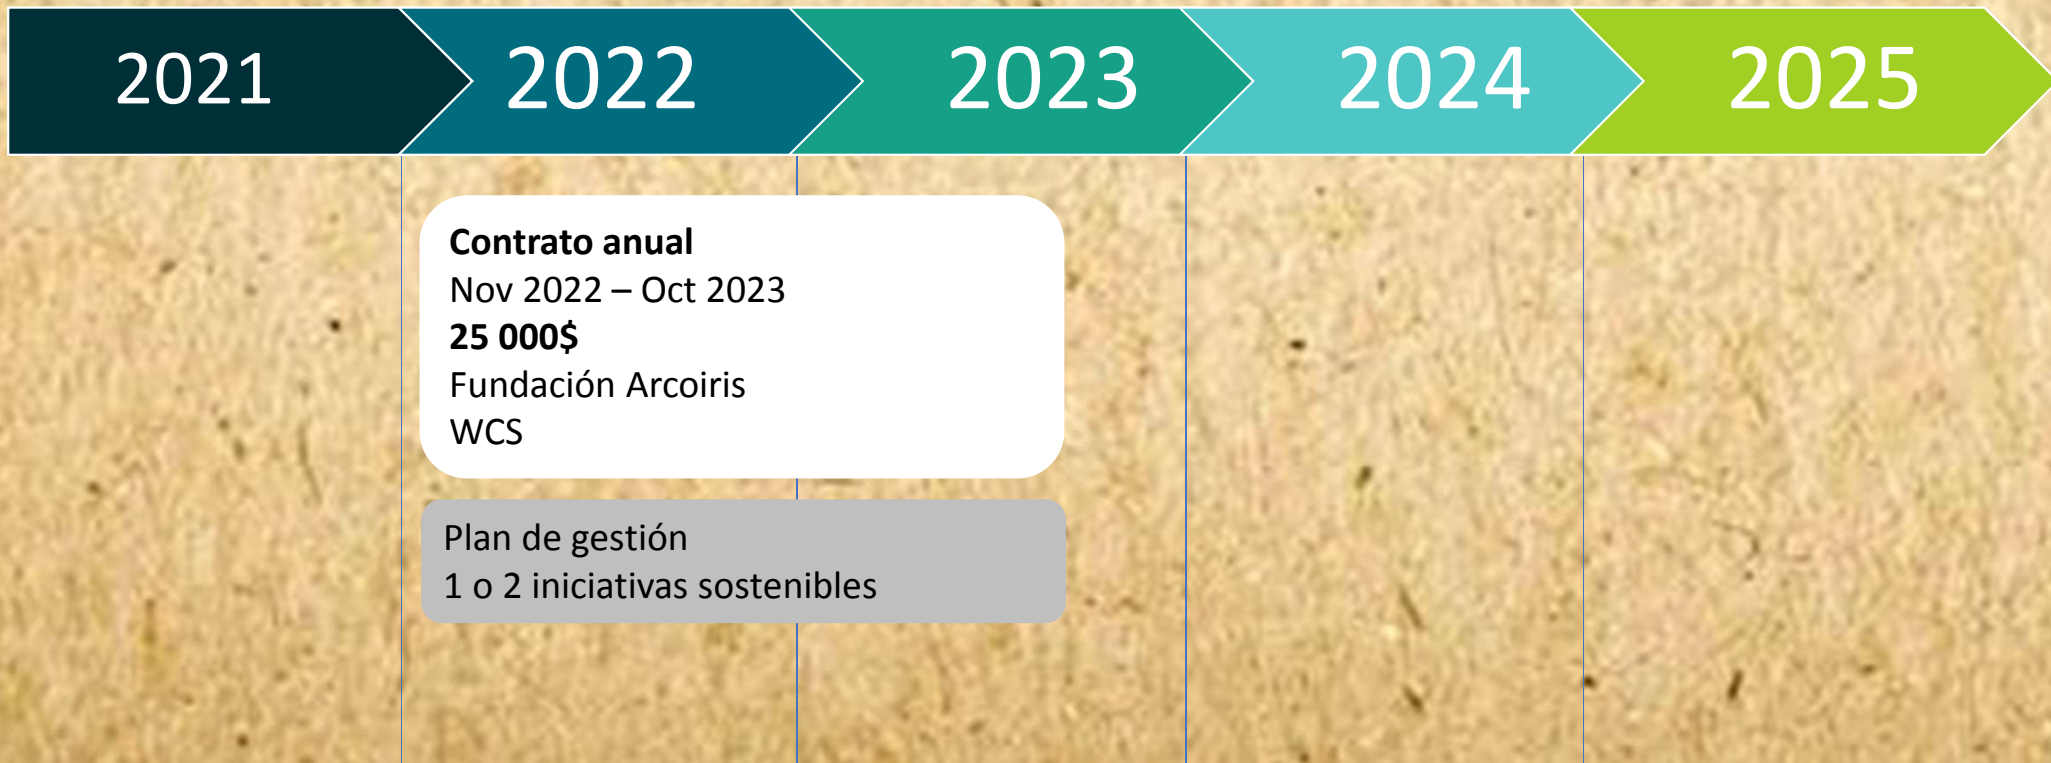 2021
2022
2023
2024
2025
Contrato anual
Nov 2022 – Oct 2023
25 000$
Fundación Arcoiris
WCS
Plan de gestión
1 o 2 iniciativas sostenibles